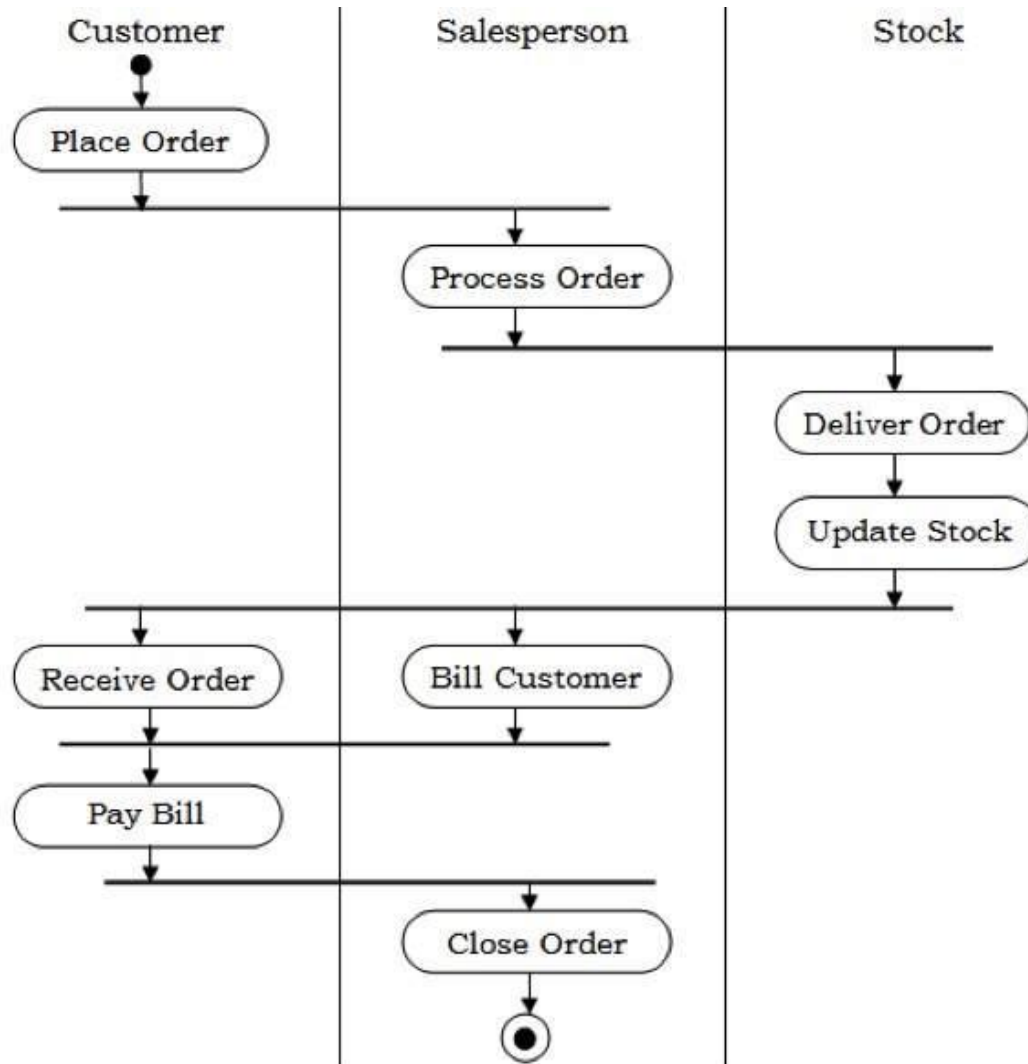 Customer
Salesperson
Stock
Place Order
Process Order
Deliver Order
Update Stock
Receive Order
Bill Customer
Pay Bill
Close Order